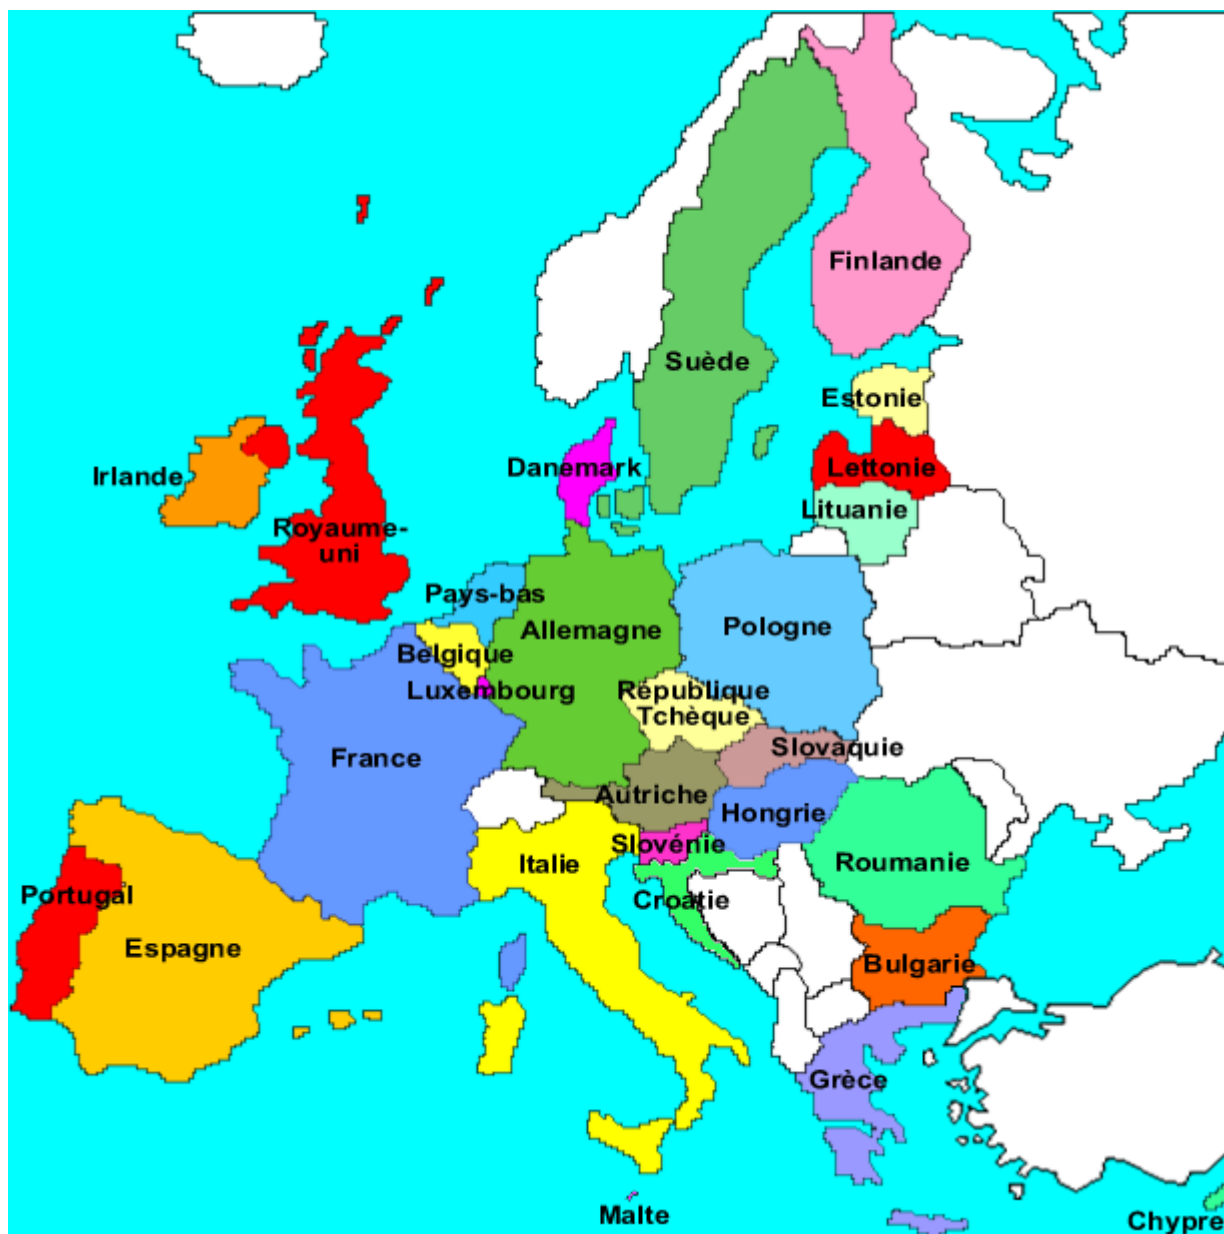 Finlande
Suède
Estonie
Danemark
Lettonie
Irlande
Lituanie
Royaume-
uni
Pays-bas
Allemagne
Pologne
Belgique
Luxembourg
République
Tchèque
France
Slovaquie
Autriche
Hongrie
Slovénie
Italie
Roumanie
Portugal
Croatie
Espagne
Bulgarie
Grèce
Malte
Chypre